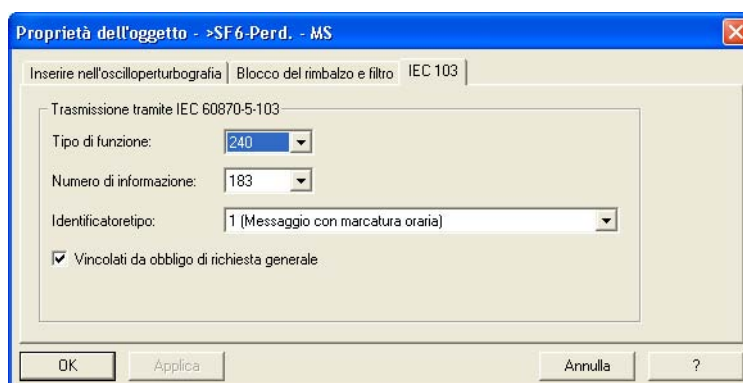 Proprietà dell'oggetto - >SF6-Perd. - MS
Inserire nell'oscilloperturbografia | Blocco del rimbalzo e filtro | IEC 103
Trasmissione tramite IEC 60870-5-103
Tipo di funzione: 240
Numero di informazione: 183
Identificatoretipo: 1 (Messaggio con marcatura oraria)
Vincolati da obbligo di richiesta generale
OK Applica Annulla ?